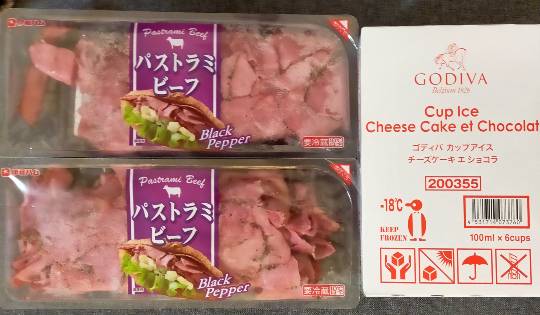 Pastrami Beef
パストラミ
ビーフ
Black
Pepper
要冷蔵
Pastrami Beef
パストラミ
ビーフ
Black
Pepper
要冷蔵
GODIVA
Belgium 1926
Cup Ice
Cheese Cake et Chocolat
ゴディバ カップアイス
チーズケーキ エ ショコラ
200355
-18℃
KEEP
FROZEN
100ml × 6cups